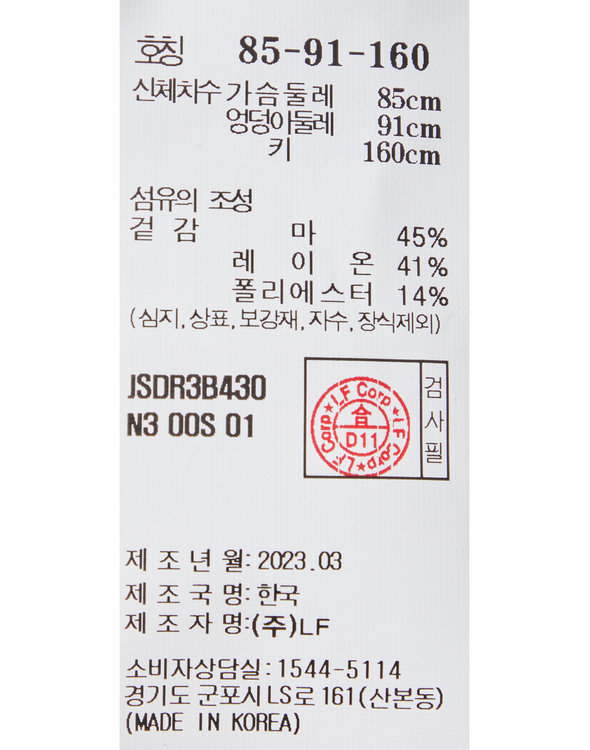 호칭 85-91-160
신체치수 가슴둘레 85cm
엉덩이둘레 91cm
키 160cm
섬유의 조성
겉감 마 45%
레이온 41%
폴리에스터 14%
(심지,상표,보강재,자수,장식제외)
JSDR3B430
N3 00S 01
LF Corp★LF Corp★LF Corp★
合
D11
검사필
제조년월:2023.03
제조국명:한국
제조자명:(주)LF
소비자상담실:1544-5114
경기도 군포시 LS로 161(산본동)
(MADE IN KOREA)